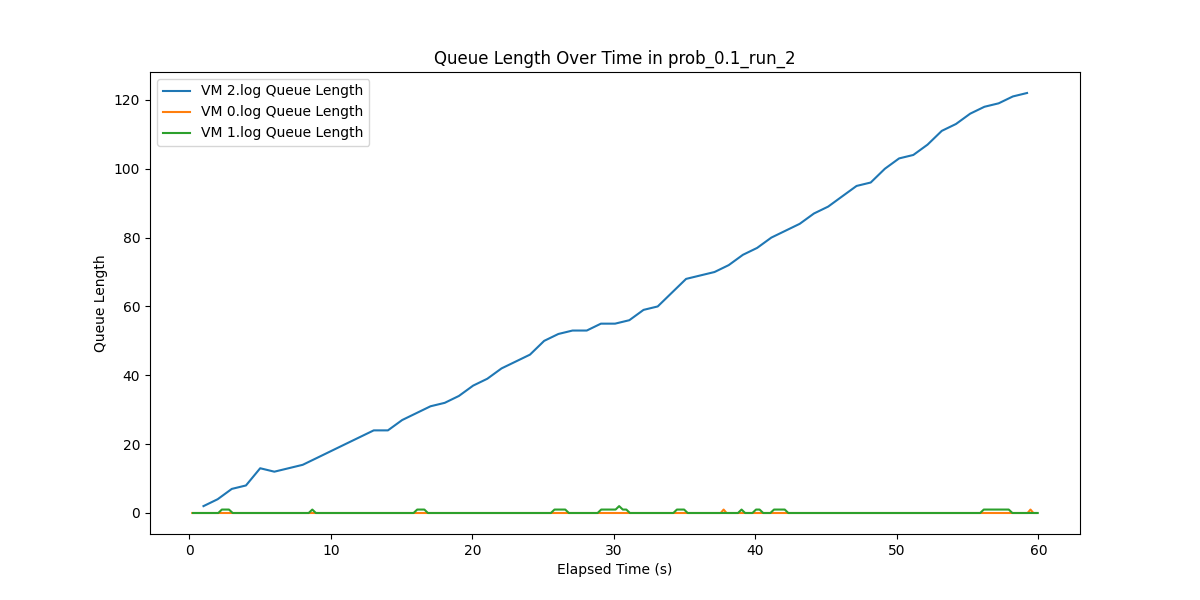 Queue Length Over Time in prob_0.1_run_2
VM 2.log Queue Length
VM 0.log Queue Length
VM 1.log Queue Length
Queue Length
120
100
80
60
40
20
0
0 10 20 30 40 50 60
Elapsed Time (s)